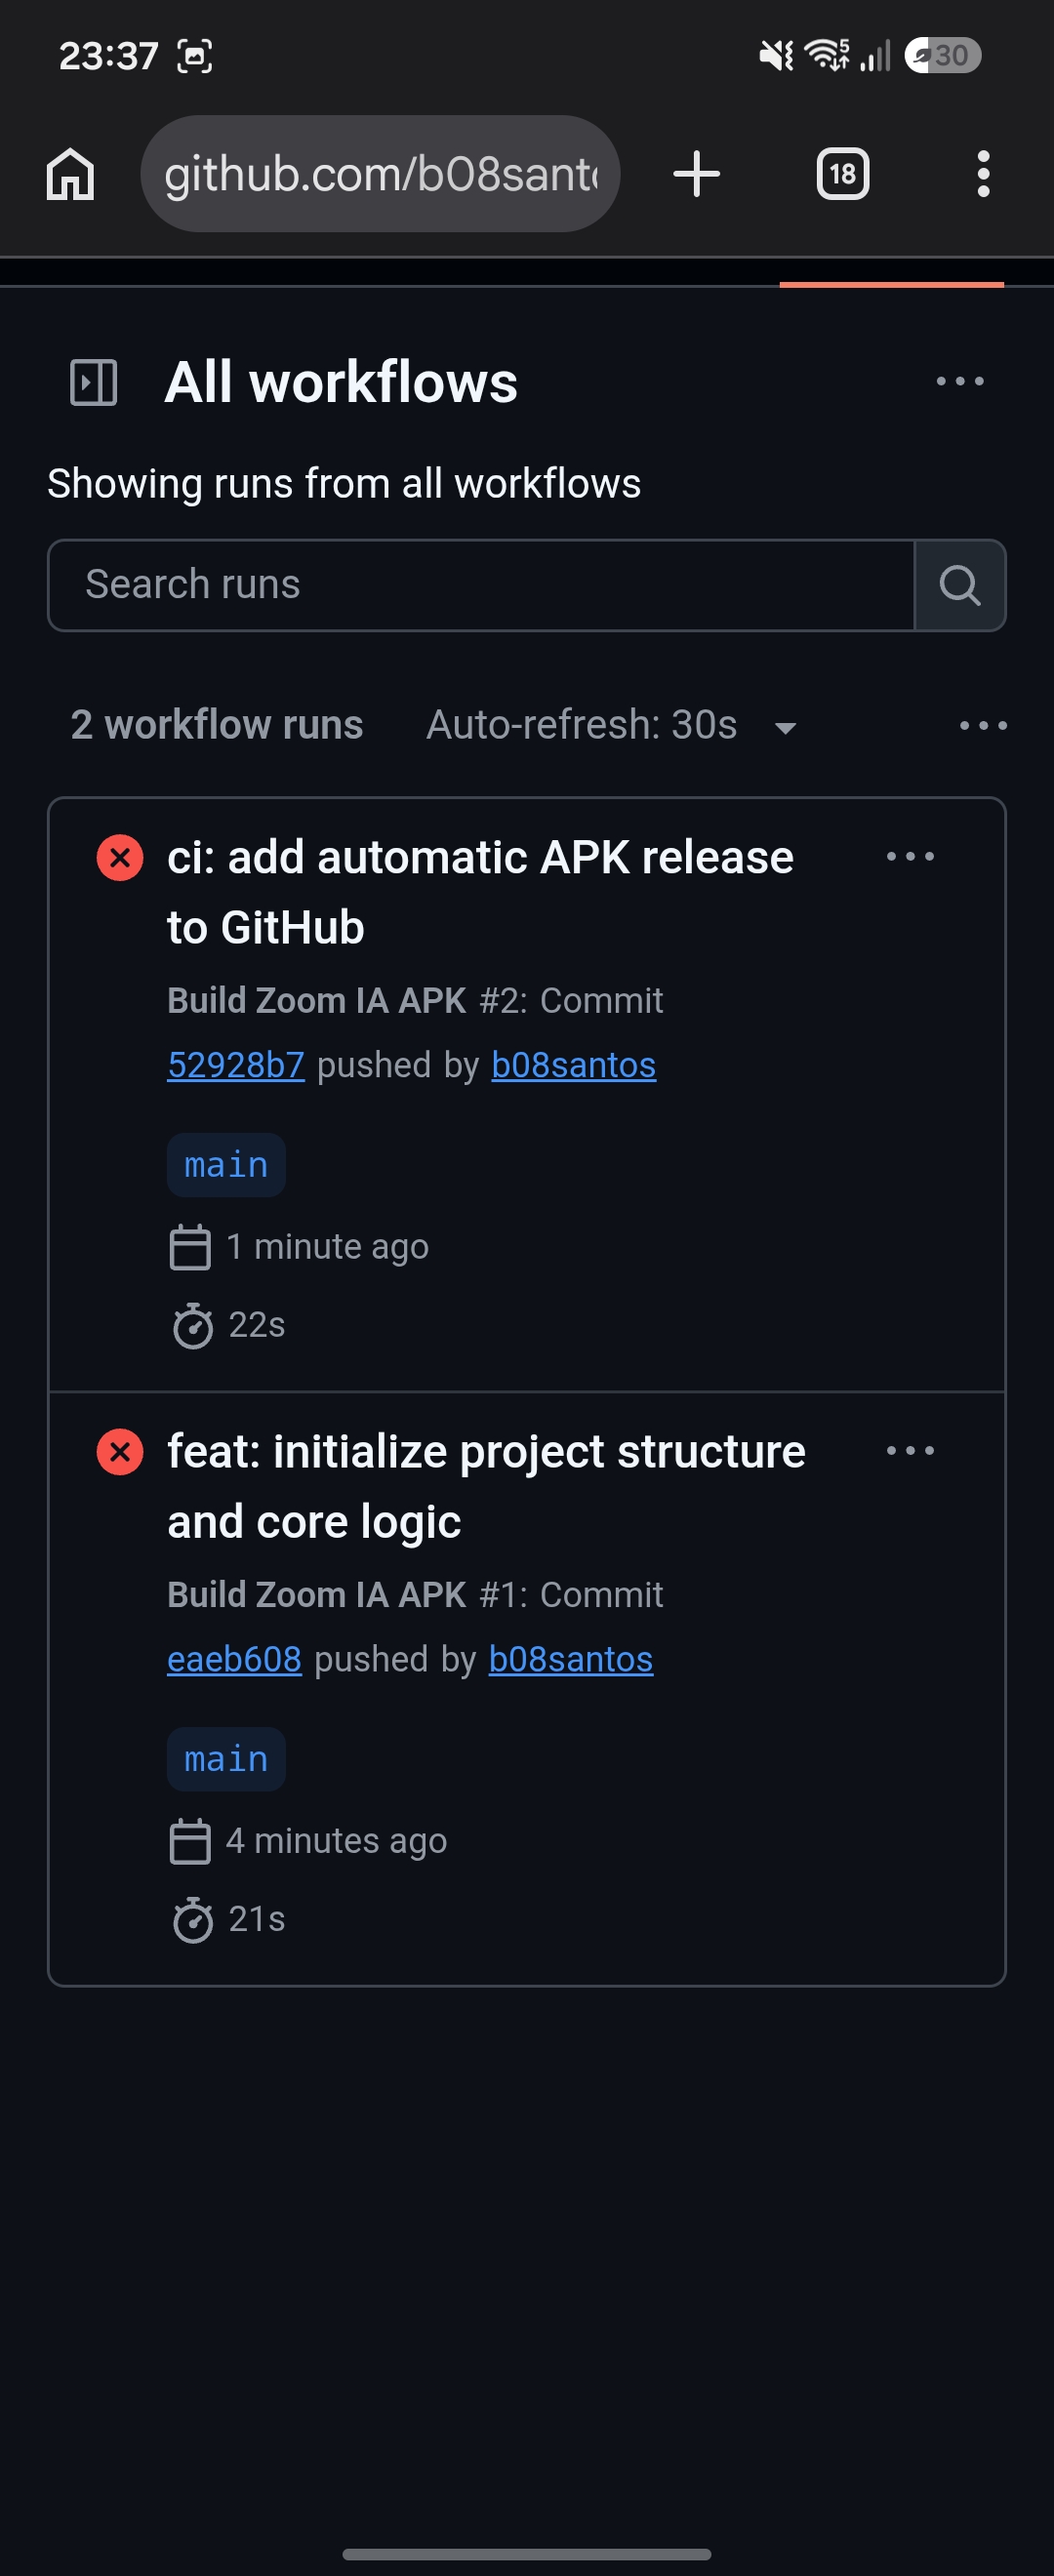 23:37
5
30
github.com/b08sant
18
All workflows
Showing runs from all workflows
Search runs
2 workflow runs Auto-refresh: 30s
ci: add automatic APK release
to GitHub
Build Zoom IA APK #2: Commit
52928b7 pushed by b08santos
main
1 minute ago
22s
feat: initialize project structure
and core logic
Build Zoom IA APK #1: Commit
eaeb608 pushed by b08santos
main
4 minutes ago
21s